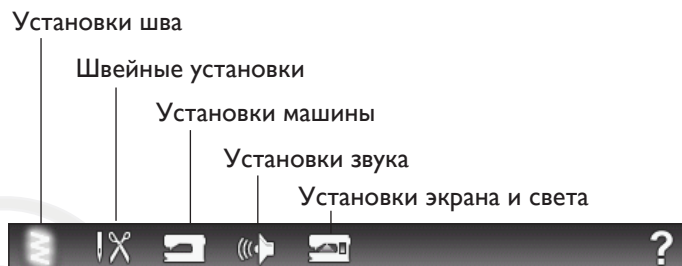 Установки шва
Швейные установки
Установки машины
Установки звука
Установки экрана и света
?